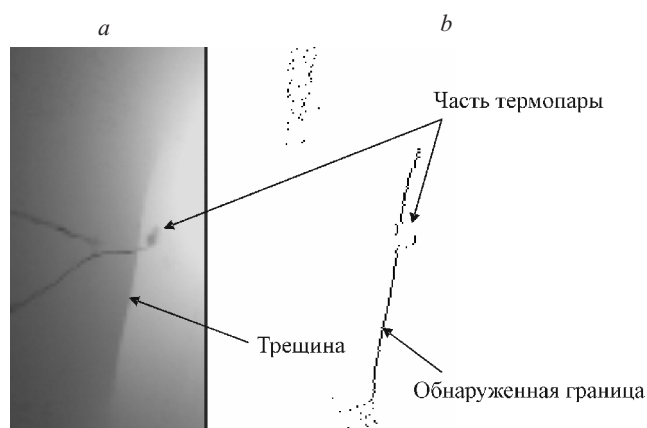 a
b
Часть термопары
Трещина
Обнаруженная граница